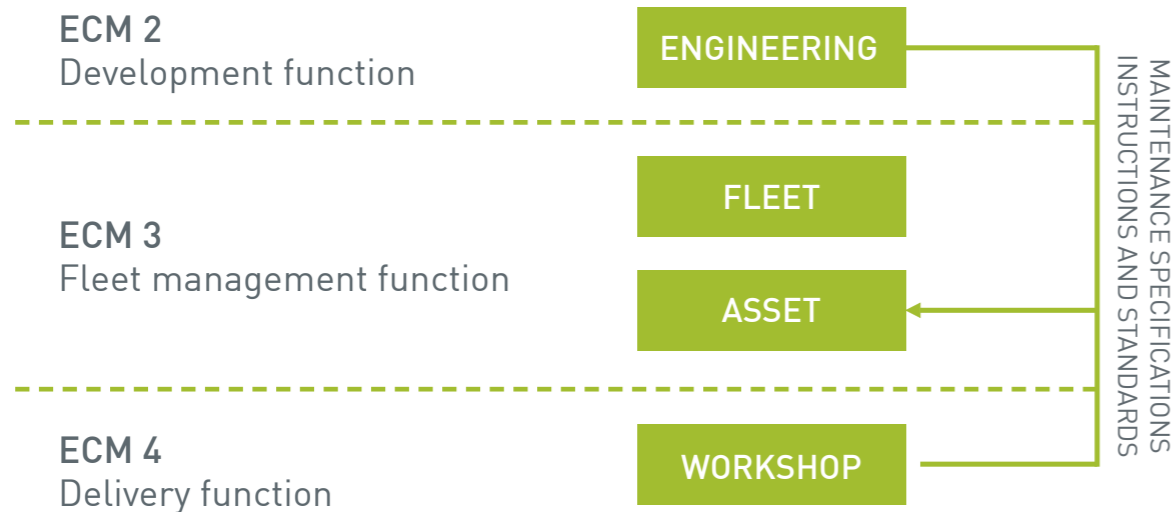 ECM 2
Development function
ENGINEERING
ECM 3
Fleet management function
FLEET
ASSET
ECM 4
Delivery function
WORKSHOP
MAINTENANCE SPECIFICATIONS
INSTRUCTIONS AND STANDARDS